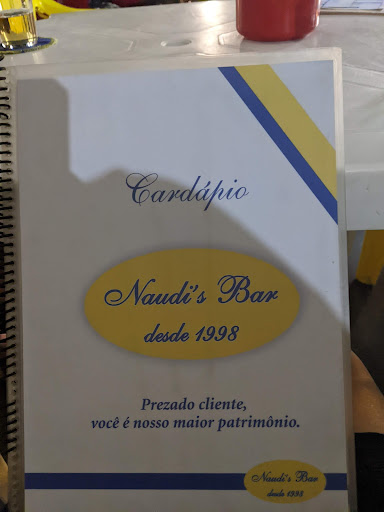 Cardápio
Naudi's Bar
desde 1998
Prezado cliente,
você é nosso maior patrimônio.
Naudi's Bar
desde 1998